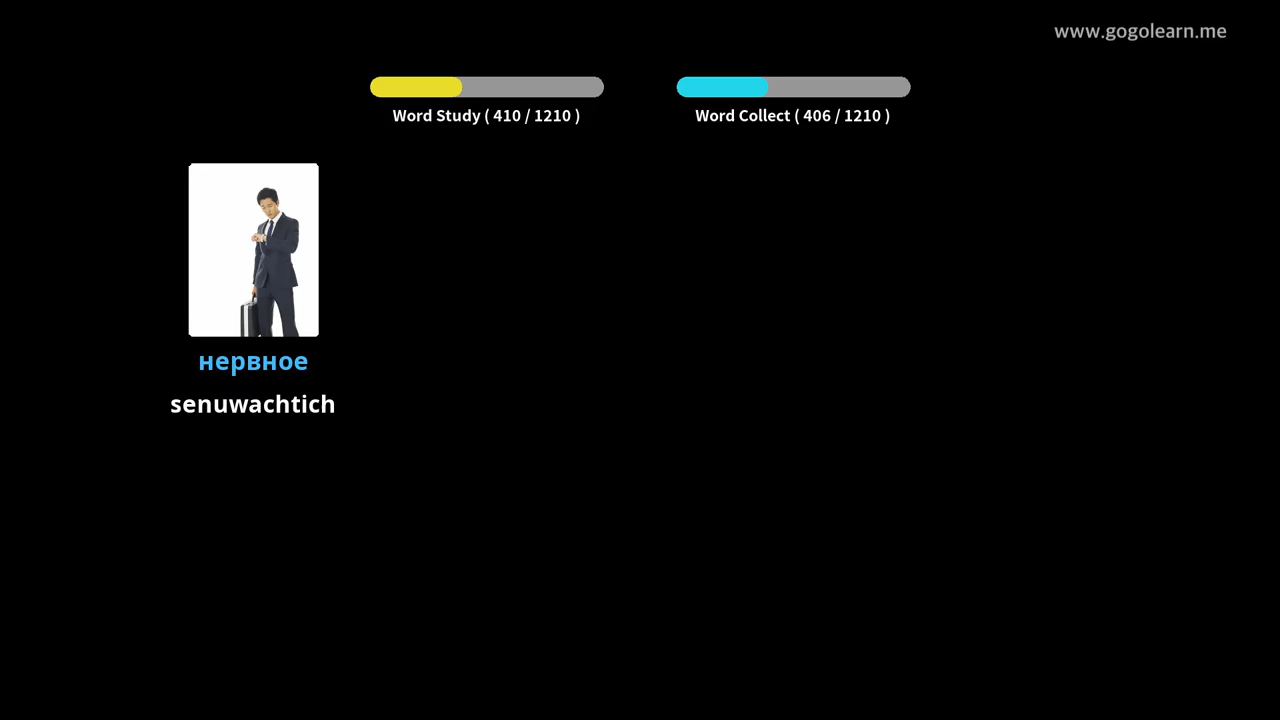 www.gogolearn.me
Word Study ( 410 / 1210 )
Word Collect ( 406 / 1210 )
нервное
senuwachtich